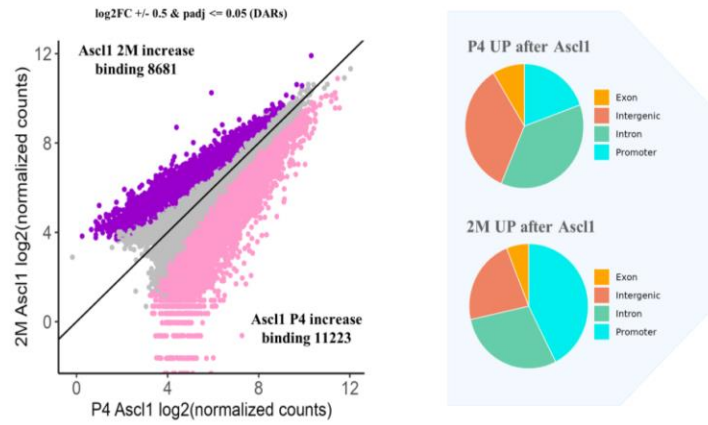 log2FC +/- 0.5 & padj <= 0.05 (DARs)
Ascl1 2M increase
binding 8681
12
8
4
0
2M Ascl1 log2(normalized counts)
Ascl1 P4 increase
binding 11223
0
4
8
12
P4 Ascl1 log2(normalized counts)
P4 UP after Ascl1
Exon
Intergenic
Intron
Promoter
2M UP after Ascl1
Exon
Intergenic
Intron
Promoter